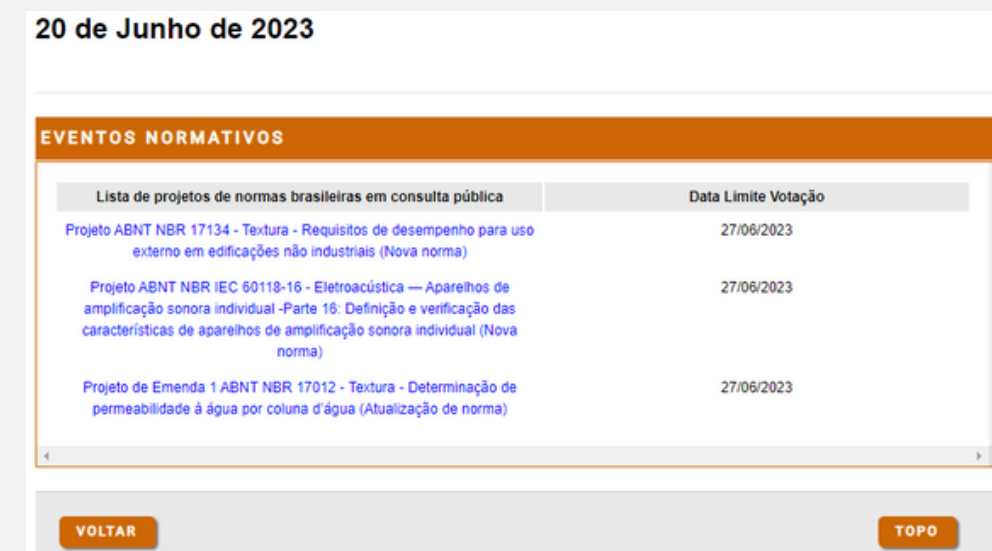 20 de Junho de 2023
EVENTOS NORMATIVOS
Lista de projetos de normas brasileiras em consulta pública
Data Limite Votação
Projeto ABNT NBR 17134 - Textura - Requisitos de desempenho para uso
externo em edificações não industriais (Nova norma)
27/06/2023
Projeto ABNT NBR IEC 60118-16 - Eletroacústica — Aparelhos de
amplificação sonora individual -Parte 16: Definição e verificação das
características de aparelhos de amplificação sonora individual (Nova
norma)
27/06/2023
Projeto de Emenda 1 ABNT NBR 17012 - Textura - Determinação de
permeabilidade à água por coluna d'água (Atualização de norma)
27/06/2023
VOLTAR
TOPO